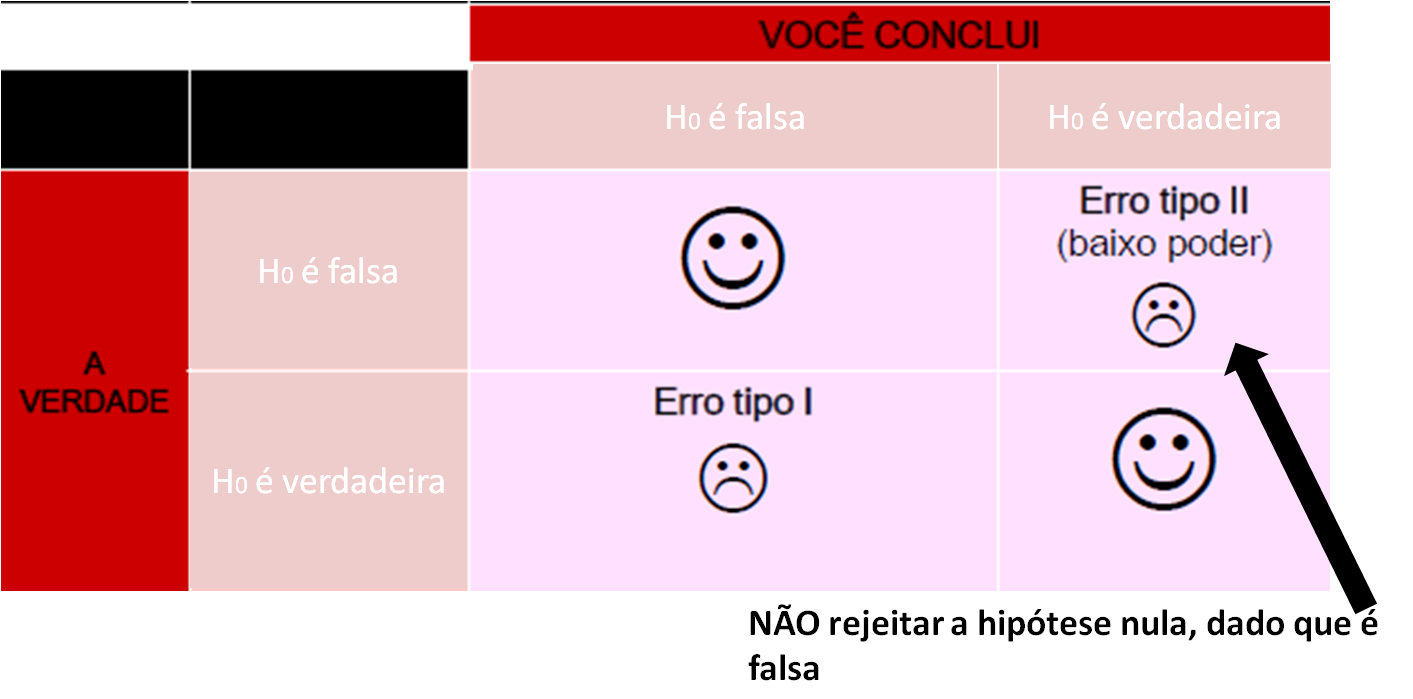 VOCÊ CONCLUI
H0 é falsa
H0 é verdadeira
H0 é falsa
Erro tipo II
(baixo poder)
A
VERDADE
H0 é verdadeira
Erro tipo I
NÃO rejeitar a hipótese nula, dado que é
falsa